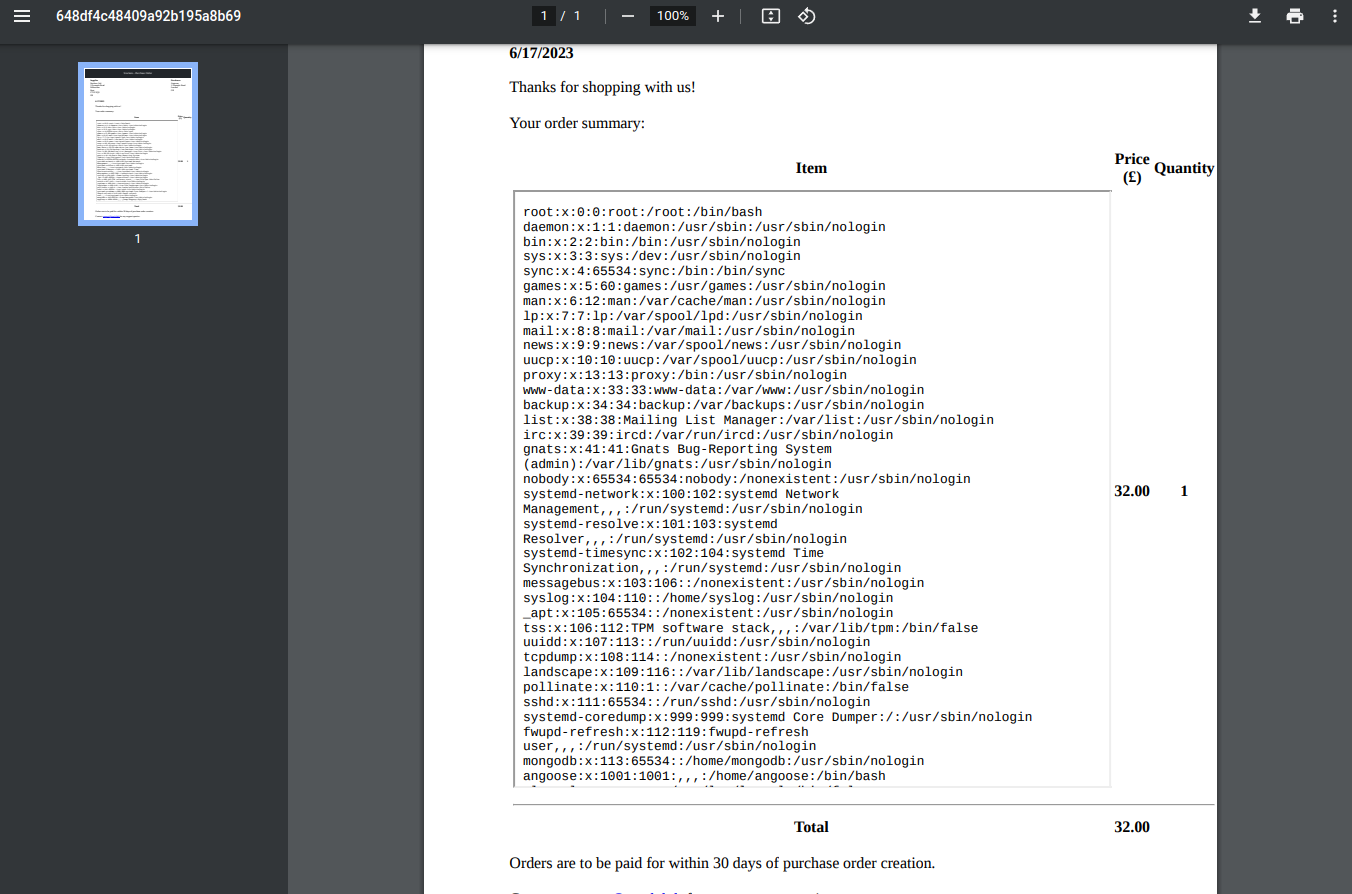 648df4c48409a92b195a8b69
1 / 1
100%
1
6/17/2023
Thanks for shopping with us!
Your order summary:
Item Price (£) Quantity
root:x:0:0:root:/root:/bin/bash
daemon:x:1:1:daemon:/usr/sbin:/usr/sbin/nologin
bin:x:2:2:bin:/bin:/usr/sbin/nologin
sys:x:3:3:sys:/dev:/usr/sbin/nologin
sync:x:4:65534:sync:/bin:/bin/sync
games:x:5:60:games:/usr/games:/usr/sbin/nologin
man:x:6:12:man:/var/cache/man:/usr/sbin/nologin
lp:x:7:7:lp:/var/spool/lpd:/usr/sbin/nologin
mail:x:8:8:mail:/var/mail:/usr/sbin/nologin
news:x:9:9:news:/var/spool/news:/usr/sbin/nologin
uucp:x:10:10:uucp:/var/spool/uucp:/usr/sbin/nologin
proxy:x:13:13:proxy:/bin:/usr/sbin/nologin
www-data:x:33:33:www-data:/var/www:/usr/sbin/nologin
backup:x:34:34:backup:/var/backups:/usr/sbin/nologin
list:x:38:38:Mailing List Manager:/var/list:/usr/sbin/nologin
irc:x:39:39:ircd:/var/run/ircd:/usr/sbin/nologin
gnats:x:41:41:Gnats Bug-Reporting System
(admin):/var/lib/gnats:/usr/sbin/nologin
nobody:x:65534:65534:nobody:/nonexistent:/usr/sbin/nologin
systemd-network:x:100:102:systemd Network
Management,,,:/run/systemd:/usr/sbin/nologin
systemd-resolve:x:101:103:systemd
Resolver,,,:/run/systemd:/usr/sbin/nologin
systemd-timesync:x:102:104:systemd Time
Synchronization,,,:/run/systemd:/usr/sbin/nologin
messagebus:x:103:106::/nonexistent:/usr/sbin/nologin
syslog:x:104:110::/home/syslog:/usr/sbin/nologin
_apt:x:105:65534::/nonexistent:/usr/sbin/nologin
tss:x:106:112:TPM software stack,,,:/var/lib/tpm:/bin/false
uuidd:x:107:113::/run/uuidd:/usr/sbin/nologin
tcpdump:x:108:114::/nonexistent:/usr/sbin/nologin
landscape:x:109:116::/var/lib/landscape:/usr/sbin/nologin
pollinate:x:110:1::/var/cache/pollinate:/bin/false
sshd:x:111:65534::/run/sshd:/usr/sbin/nologin
systemd-coredump:x:999:999:systemd Core Dumper:/:/usr/sbin/nologin
fwupd-refresh:x:112:119:fwupd-refresh
user,,,:/run/systemd:/usr/sbin/nologin
mongodb:x:113:65534::/home/mongodb:/usr/sbin/nologin
angoose:x:1001:1001:,,,:/home/angoose:/bin/bash
32.00 1
Total 32.00
Orders are to be paid for within 30 days of purchase order creation.